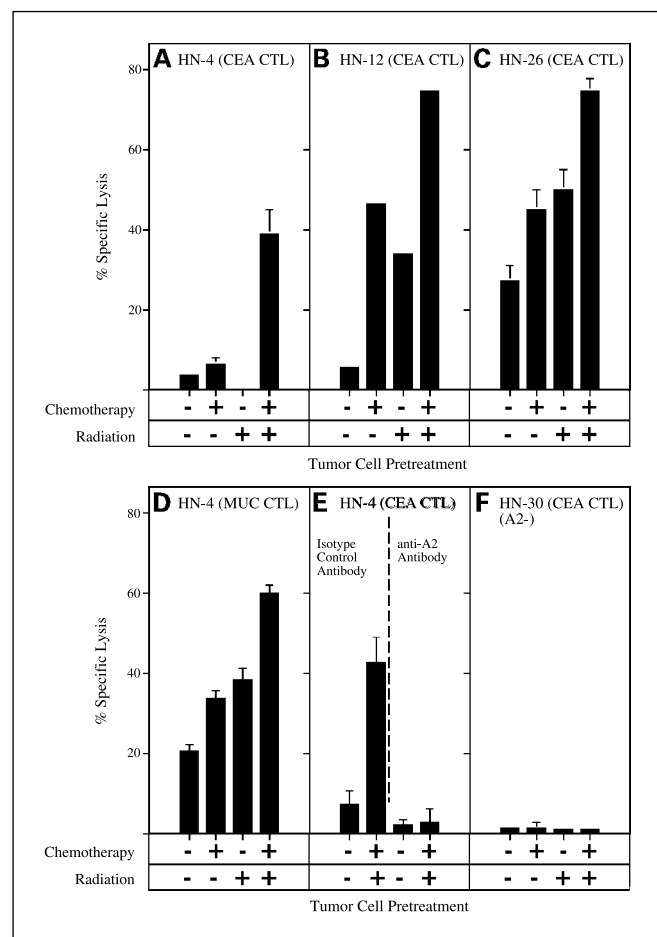 A HN-4 (CEA CTL)
B HN-12 (CEA CTL)
C HN-26 (CEA CTL)
80
60
40
20
% Specific Lysis
Chemotherapy - + - + - + - + - + - +
Radiation - - + + - - + + - - + +
Tumor Cell Pretreatment
D HN-4 (MUC CTL)
E HN-4 (CEA CTL)
F HN-30 (CEA CTL)
(A2-)
Isotype
Control
Antibody
anti-A2
Antibody
80
60
40
20
% Specific Lysis
Chemotherapy - + - + - + - + - + - +
Radiation - - + + - + - + - - + +
Tumor Cell Pretreatment